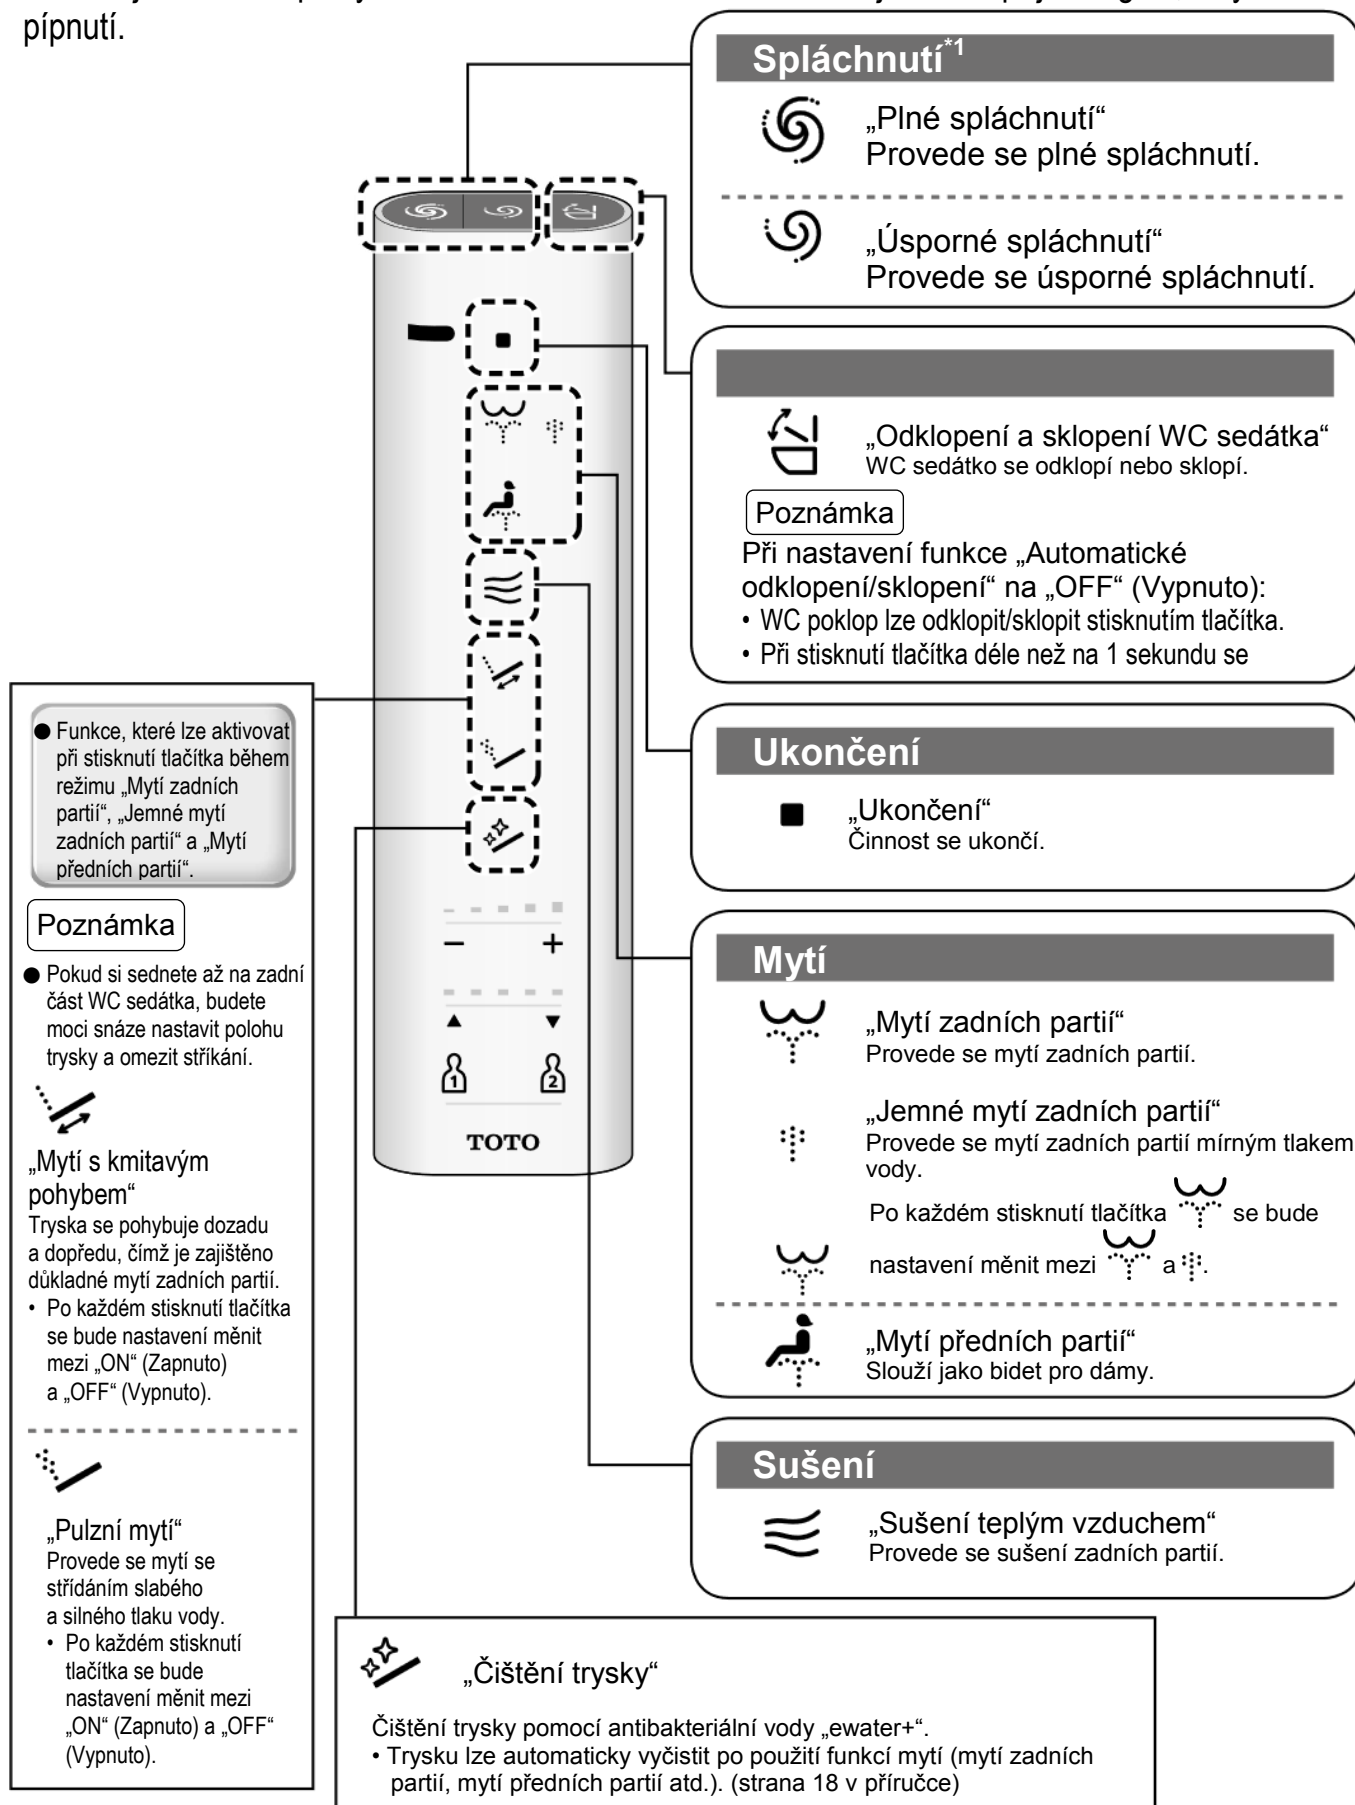 pípnutí.
Spláchnutí*1
„Plné spláchnutí“
Provede se plné spláchnutí.
„Úsporné spláchnutí“
Provede se úsporné spláchnutí.
„Odklopení a sklopení WC sedátka“
WC sedátko se odklopí nebo sklopí.
Poznámka
Při nastavení funkce „Automatické
odklopení/sklopení“ na „OFF“ (Vypnuto):
• WC poklop lze odklopit/sklopit stisknutím tlačítka.
• Při stisknutí tlačítka déle než na 1 sekundu se
Ukončení
„Ukončení“
Činnost se ukončí.
Mytí
„Mytí zadních partií“
Provede se mytí zadních partií.
„Jemné mytí zadních partií“
Provede se mytí zadních partií mírným tlakem
vody.
Po každém stisknutí tlačítka se bude
nastavení měnit mezi a .
„Mytí předních partií“
Slouží jako bidet pro dámy.
Sušení
„Sušení teplým vzduchem“
Provede se sušení zadních partií.
● Funkce, které lze aktivovat
při stisknutí tlačítka během
režimu „Mytí zadních
partií“, „Jemné mytí
zadních partií“ a „Mytí
předních partií“.
Poznámka
● Pokud si sednete až na zadní
část WC sedátka, budete
moci snáze nastavit polohu
trysky a omezit stříkání.
„Mytí s kmitavým
pohybem“
Tryska se pohybuje dozadu
a dopředu, čímž je zajištěno
důkladné mytí zadních partií.
• Po každém stisknutí tlačítka
se bude nastavení měnit
mezi „ON“ (Zapnuto)
a „OFF“ (Vypnuto).
„Pulzní mytí“
Provede se mytí se
střídáním slabého
a silného tlaku vody.
• Po každém stisknutí
tlačítka se bude
nastavení měnit mezi
„ON“ (Zapnuto) a „OFF“
(Vypnuto).
− +
1 2
TOTO
„Čištění trysky“
Čištění trysky pomocí antibakteriální vody „ewater+“.
• Trysku lze automaticky vyčistit po použití funkcí mytí (mytí zadních
partií, mytí předních partií atd.). (strana 18 v příručce)